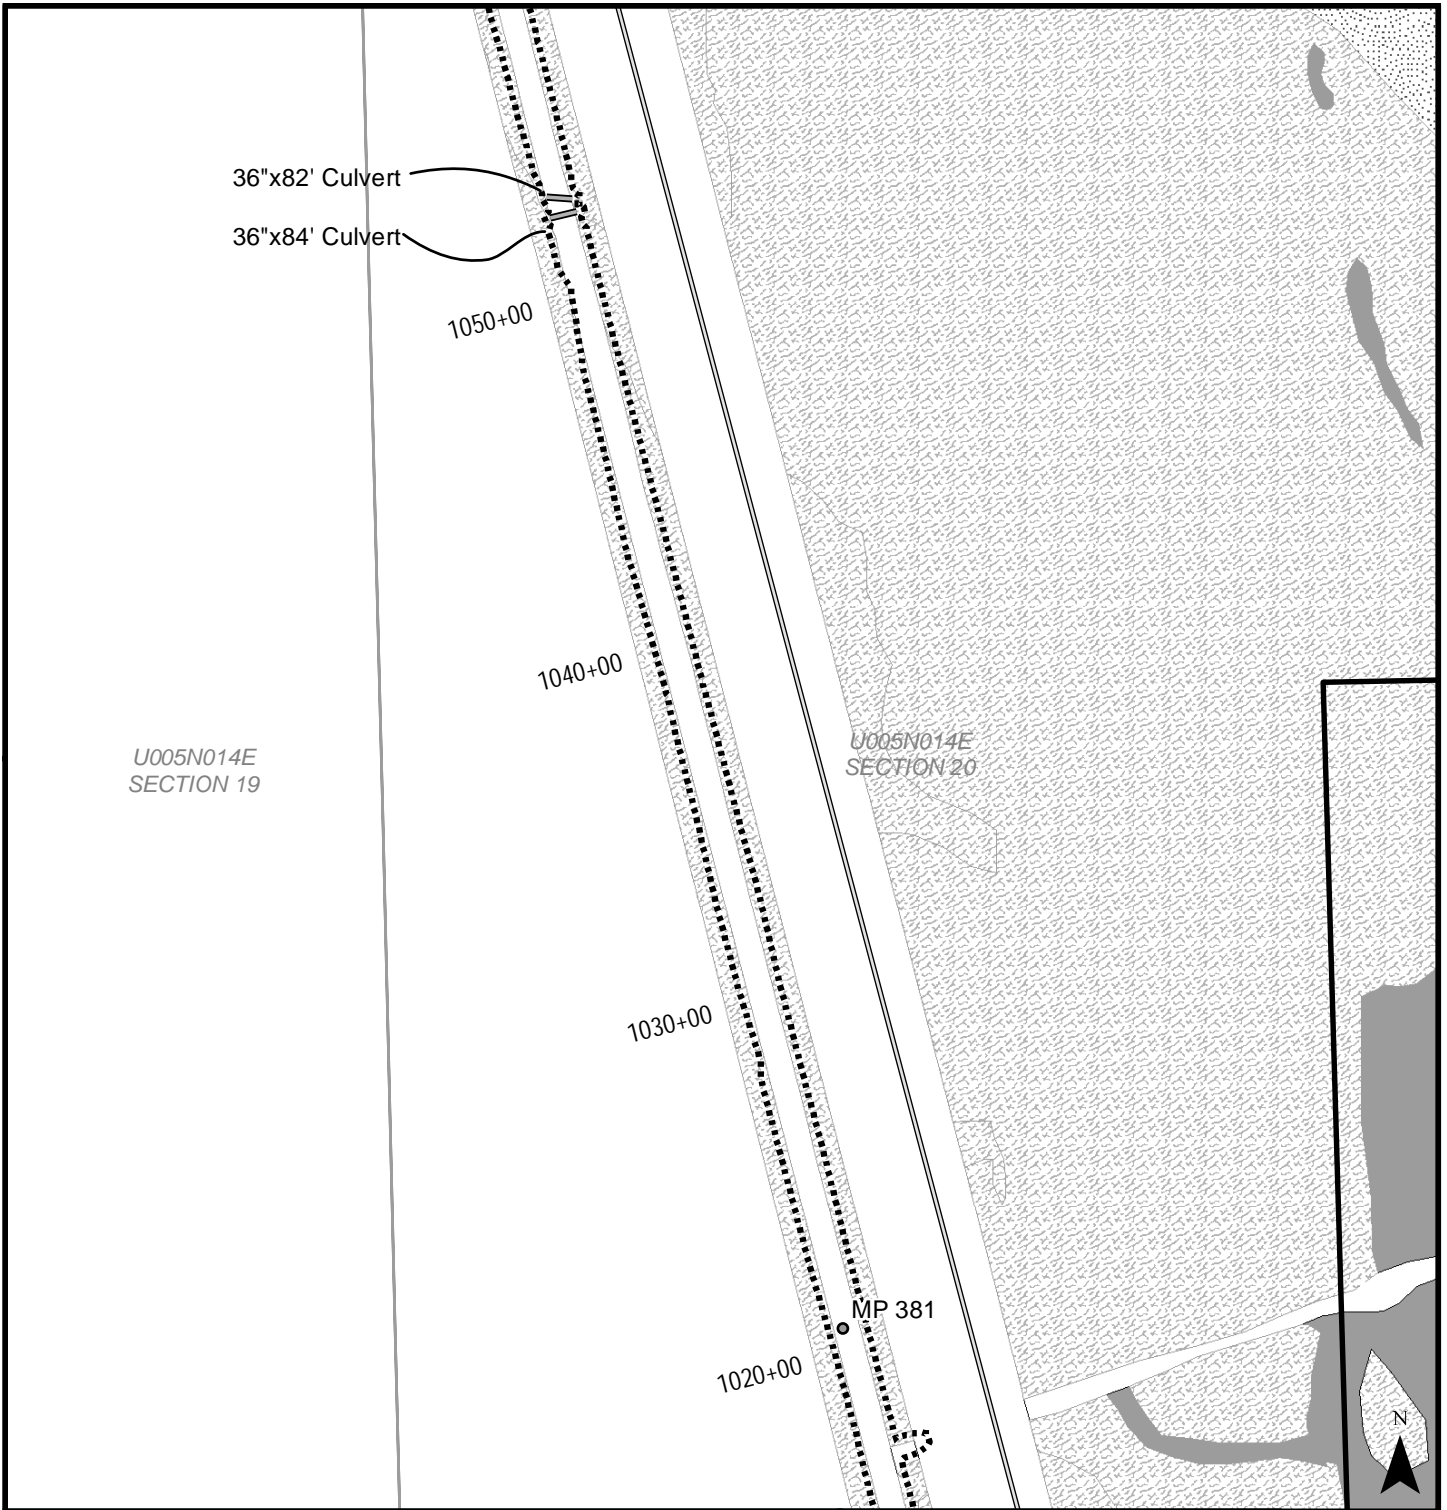 36"x82' Culvert
36"x84' Culvert
1050+00
1040+00
U005N014E
SECTION 19
U005N014E
SECTION 20
1030+00
MP 381
1020+00
N